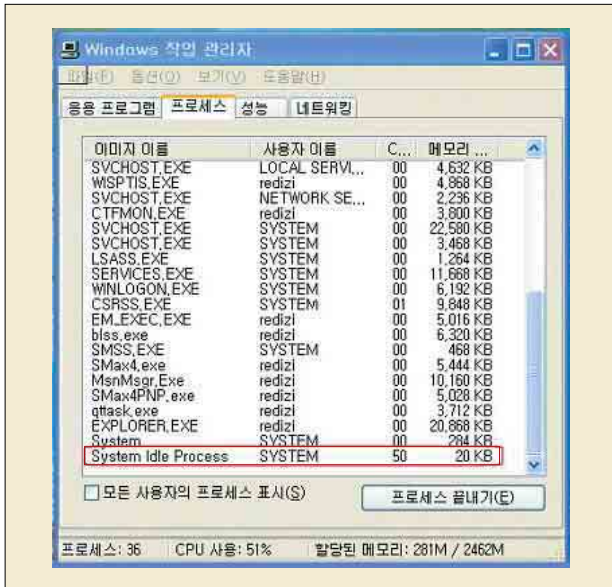 Windows 작업 관리자
파일(F) 옵션(O) 보기(V) 도움말(H)
응용 프로그램 프로세스 성능 네트워킹
이미지 이름 사용자 이름 C... 메모리 ...
SVCHOST,EXE LOCAL SERVI... 00 4,632 KB
WISPTIS,EXE redizi 00 4,868 KB
SVCHOST,EXE NETWORK SE... 00 2,236 KB
CTFMON,EXE redizi 00 3,800 KB
SVCHOST,EXE SYSTEM 00 22,580 KB
SVCHOST,EXE SYSTEM 00 3,468 KB
LSASS,EXE SYSTEM 00 1,264 KB
SERVICES,EXE SYSTEM 00 11,668 KB
WINLOGON,EXE SYSTEM 00 6,192 KB
CSRSS,EXE SYSTEM 01 9,848 KB
EM_EXEC,EXE redizi 00 5,016 KB
blss,exe redizi 00 6,320 KB
SMSS,EXE SYSTEM 00 468 KB
SMax4,exe redizi 00 5,444 KB
MsnMsgr,Exe redizi 00 10,160 KB
SMax4PNP,exe redizi 00 5,028 KB
qttask,exe redizi 00 3,712 KB
EXPLORER,EXE redizi 00 20,868 KB
System SYSTEM 00 284 KB
System Idle Process SYSTEM 50 20 KB
모든 사용자의 프로세스 표시(S) 프로세스 끝내기(E)
프로세스: 36 CPU 사용: 51% 할당된 메모리: 281M / 2462M